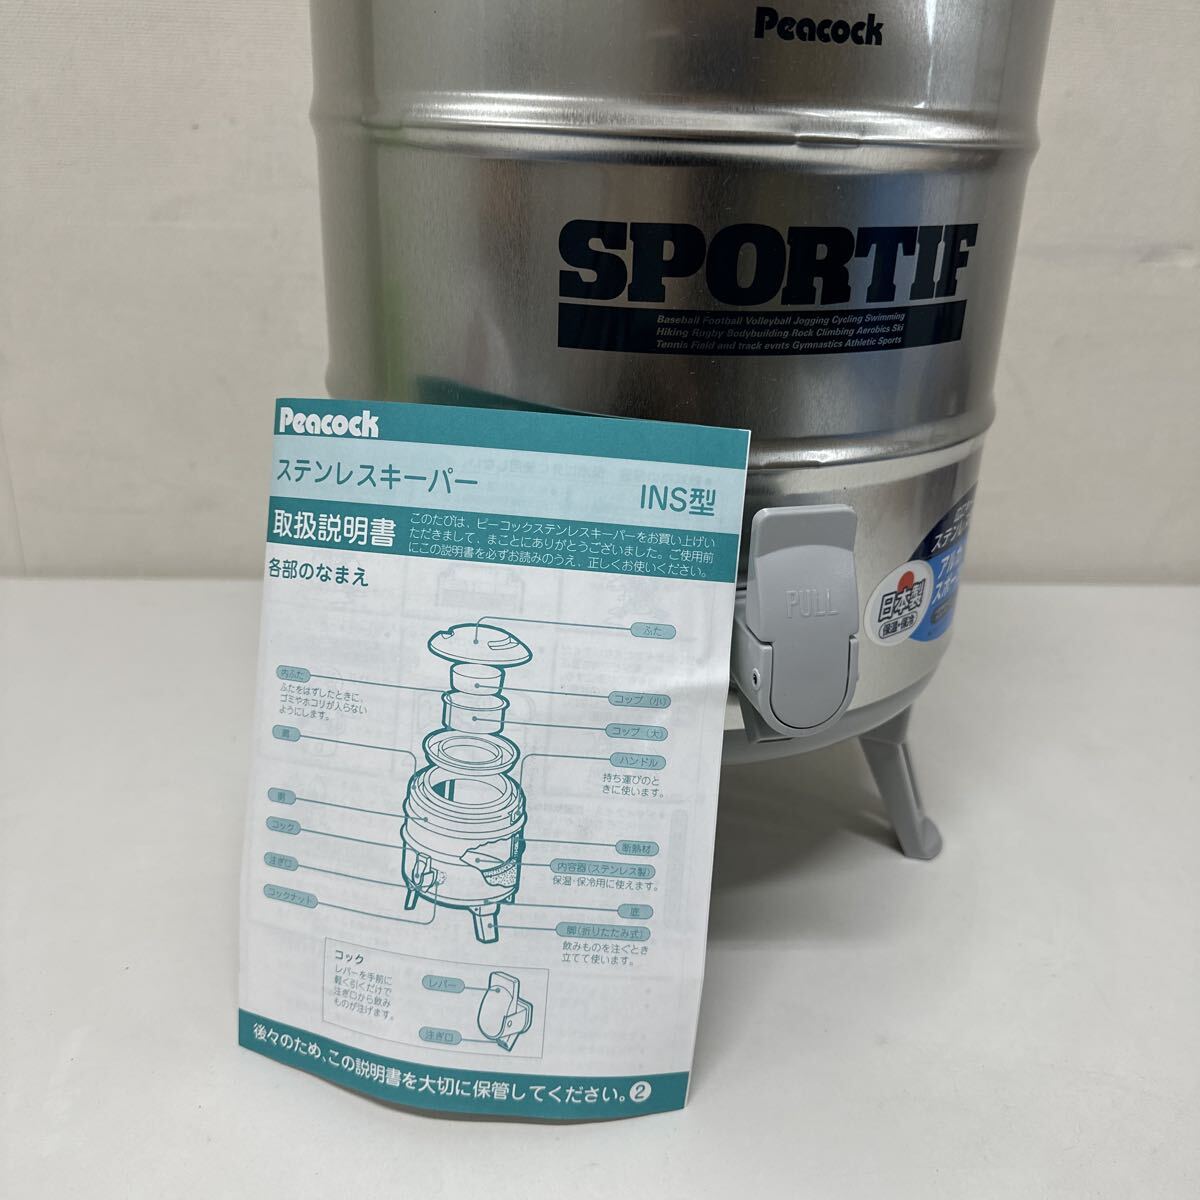 Peacock
SPORTIF
Baseball Football Volleyball Jogging Cycling Swimming
Hiking Rugby Bodybuilding Rock Climbing Aerobics Ski
Tennis Field and track evnts Gymnastics Athletic Sports
PULL
日本製
保温・保冷
Peacock
ステンレスキーパー
INS型
取扱説明書
このたびは、ピーコックステンレスキーパーをお買い上げい
ただきまして、まことにありがとうございました。ご使用前
にこの説明書を必ずお読みのうえ、正しくお使いください。
各部のなまえ
ふた
内ふた
ふたをはずしたときに、
ゴミやホコリが入らない
ようにします。
コップ（小）
コップ（大）
肩
ハンドル
持ち運びのと
きに使います。
胴
コック
断熱材
注ぎ口
内容器(ステンレス製)
保温・保冷用に使えます。
コックナット
底
脚(折りたたみ式)
飲みものを注ぐとき
立てて使います。
コック
レバーを手前に
軽く引くだけで
注ぎ口から飲み
ものが注げます。
レバー
注ぎ口
後々のため、この説明書を大切に保管してください。②